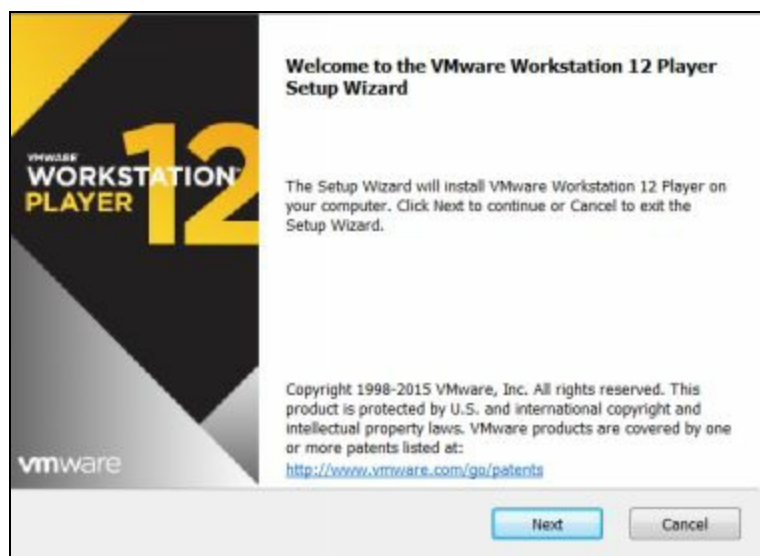 VMWARE
WORKSTATION
PLAYER
12
vmware
Welcome to the VMware Workstation 12 Player
Setup Wizard
The Setup Wizard will install VMware Workstation 12 Player on
your computer. Click Next to continue or Cancel to exit the
Setup Wizard.
Copyright 1998-2015 VMware, Inc. All rights reserved. This
product is protected by U.S. and international copyright and
intellectual property laws. VMware products are covered by one
or more patents listed at:
http://www.vmware.com/go/patents
Next
Cancel